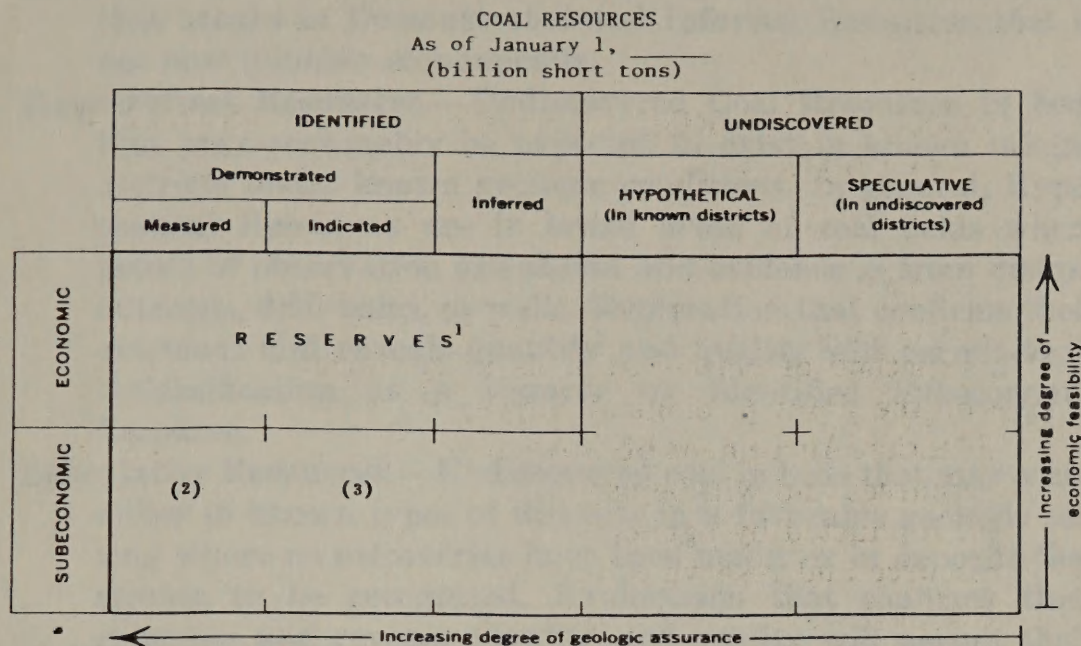 COAL RESOURCES
As of January 1, ______
(billion short tons)
IDENTIFIED
UNDISCOVERED
Demonstrated
Measured
Indicated
Inferred
HYPOTHETICAL
(In known districts)
SPECULATIVE
(In undiscovered
districts)
ECONOMIC
R E S E R V E S¹
SUBECONOMIC
(2)
(3)
Increasing degree of
economic feasibility
Increasing degree of geologic assurance